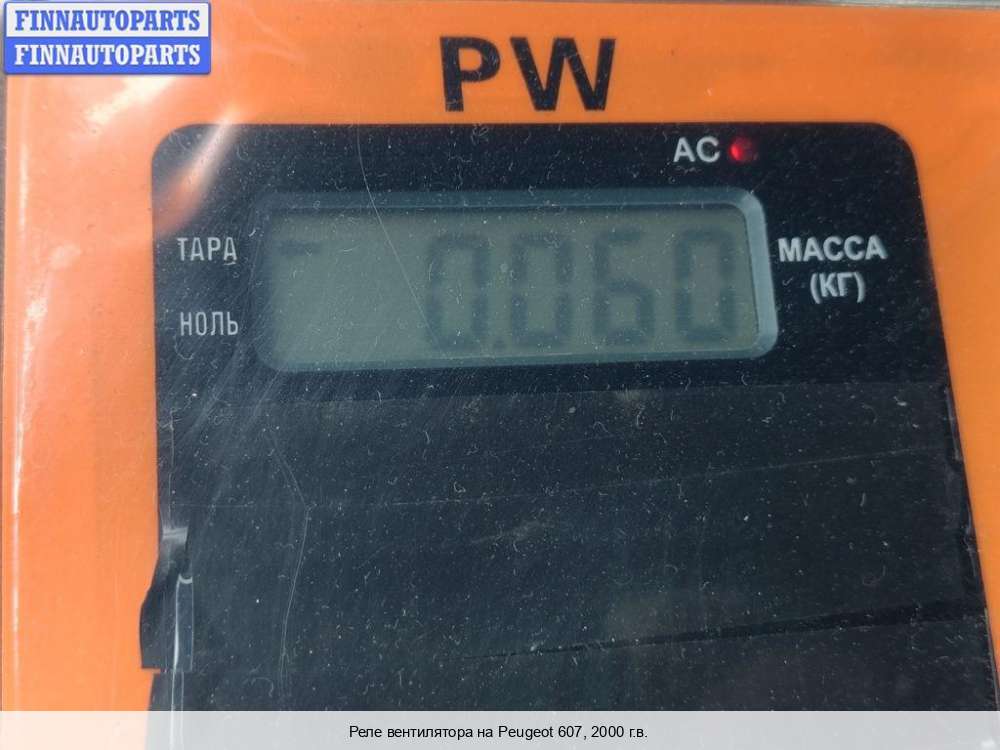 FINNAUTOPARTS
FINNAUTOPARTS
PW
AC
ТАРА
0.060
МАССА
(КГ)
НОЛЬ
Реле вентилятора на Peugeot 607, 2000 г.в.